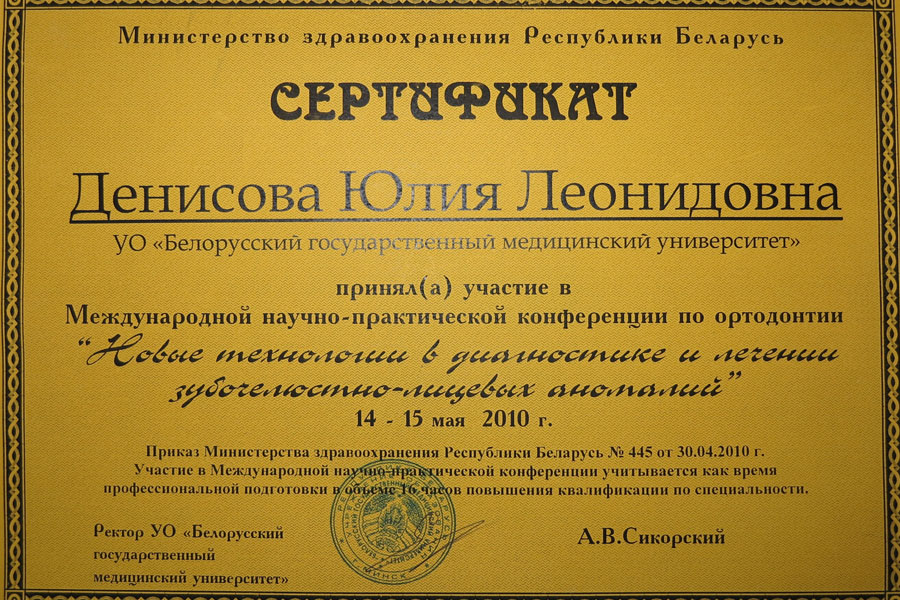 Министерство здравоохранения Республики Беларусь
СЕРТИФИКАТ
Денисова Юлия Леонидовна
УО «Белорусский государственный медицинский университет»
принял(а) участие в
Международной научно-практической конференции по ортодонтии
“Новые технологии в диагностике и лечении
зубочелюстно-лицевых аномалий”
14 - 15 мая 2010 г.
Приказ Министерства здравоохранения Республики Беларусь № 445 от 30.04.2010 г.
Участие в Международной научно-практической конференции учитывается как время
профессиональной подготовки в объеме 16 часов повышения квалификации по специальности.
Ректор УО «Белорусский
государственный
медицинский университет»
А.В.Сикорский
Г. МИНСК